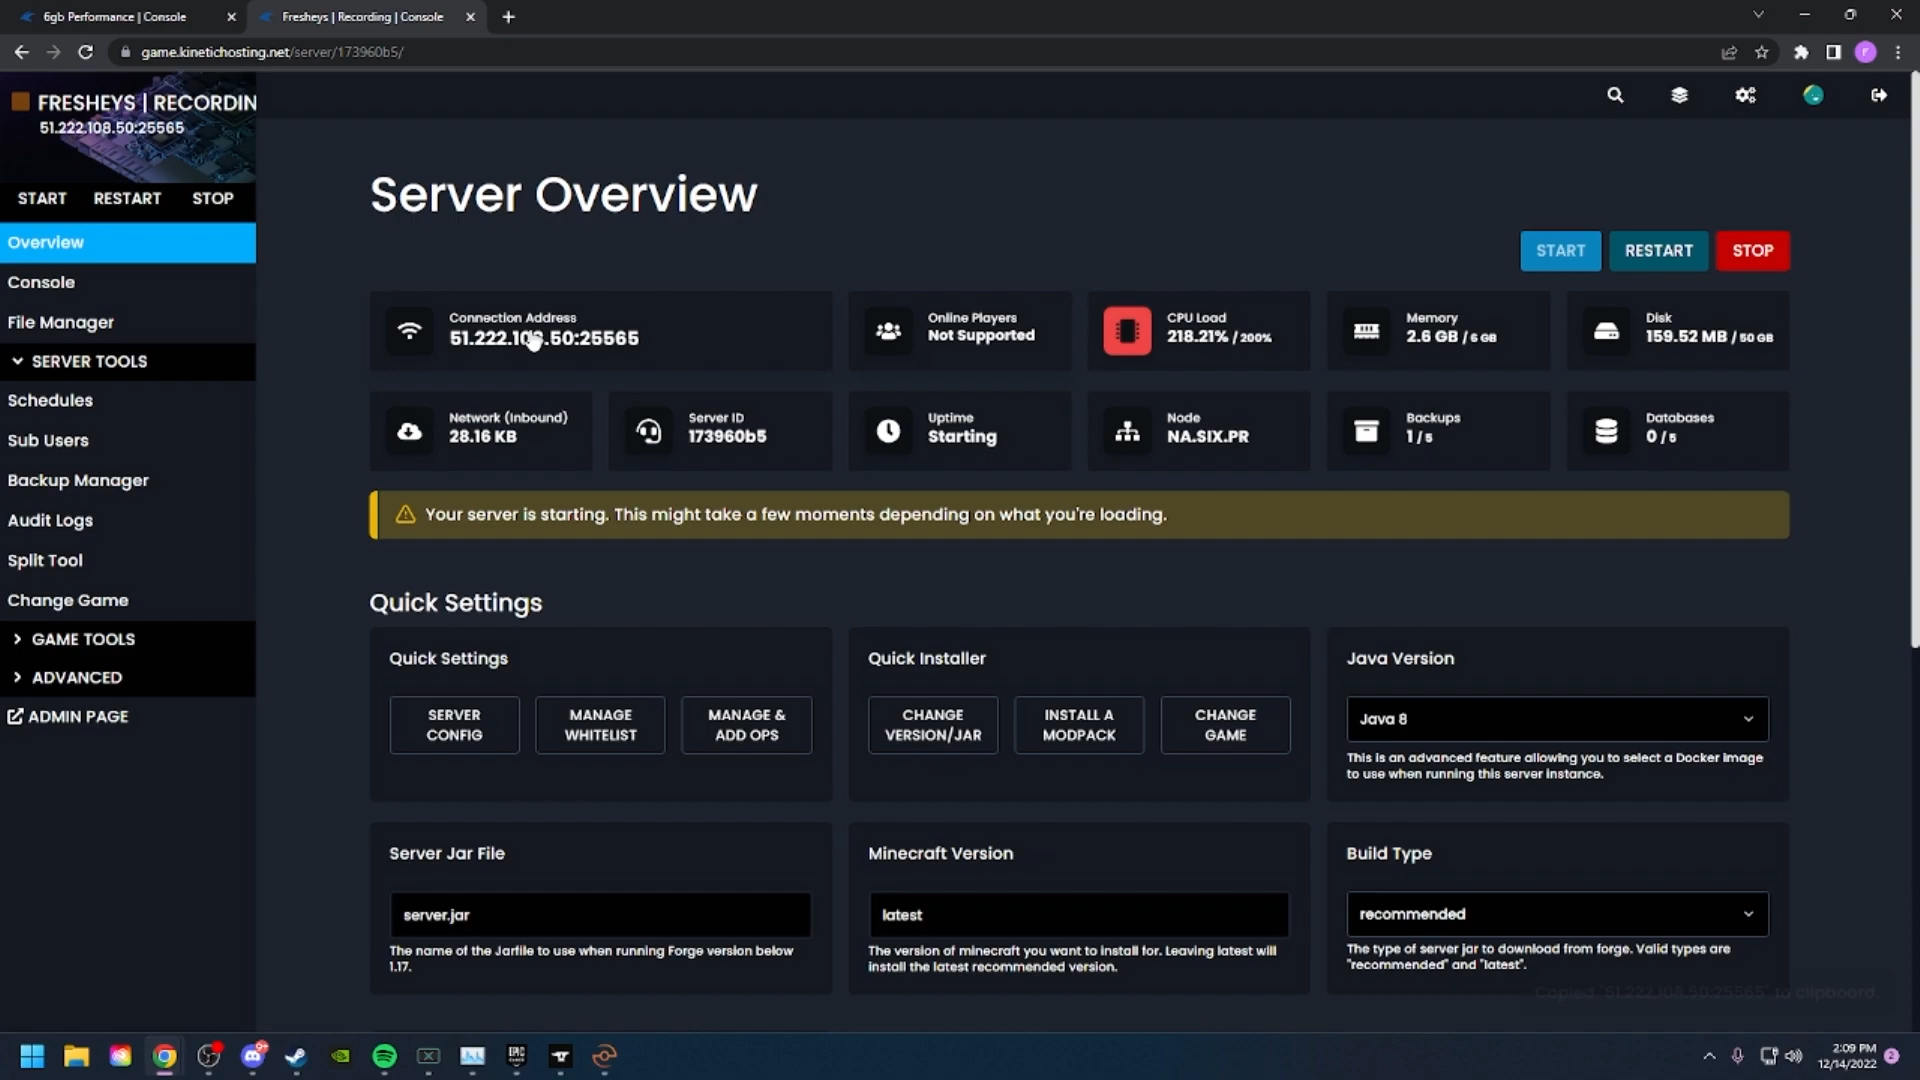 6gb Performance | Console
Fresheys | Recording | Console
game.kinetichosting.net/server/173960b5/
FRESHEYS | RECORDIN
51.222.108.50:25565
START RESTART STOP
Overview
Console
File Manager
SERVER TOOLS
Schedules
Sub Users
Backup Manager
Audit Logs
Split Tool
Change Game
GAME TOOLS
ADVANCED
ADMIN PAGE
Server Overview
START RESTART STOP
Connection Address
51.222.108.50:25565
Online Players
Not Supported
CPU Load
218.21% / 200%
Memory
2.6 GB / 6 GB
Disk
159.52 MB / 50 GB
Network (Inbound)
28.16 KB
Server ID
173960b5
Uptime
Starting
Node
NA.SIX.PR
Backups
1 / 5
Databases
0 / 5
Your server is starting. This might take a few moments depending on what you're loading.
Quick Settings
Quick Settings
SERVER
CONFIG
MANAGE
WHITELIST
MANAGE &
ADD OPS
Quick Installer
CHANGE
VERSION/JAR
INSTALL A
MODPACK
CHANGE
GAME
Java Version
Java 8
This is an advanced feature allowing you to select a Docker Image
to use when running this server instance.
Server Jar File
server.jar
The name of the Jarfile to use when running Forge version below
1.17.
Minecraft Version
latest
The version of minecraft you want to install for. Leaving latest will
install the latest recommended version.
Build Type
recommended
The type of server jar to download from forge. Valid types are
"recommended" and "latest".
Copied "51.222.108.50:25565" to clipboard.
EPIC
2:09 PM
12/14/2022
2